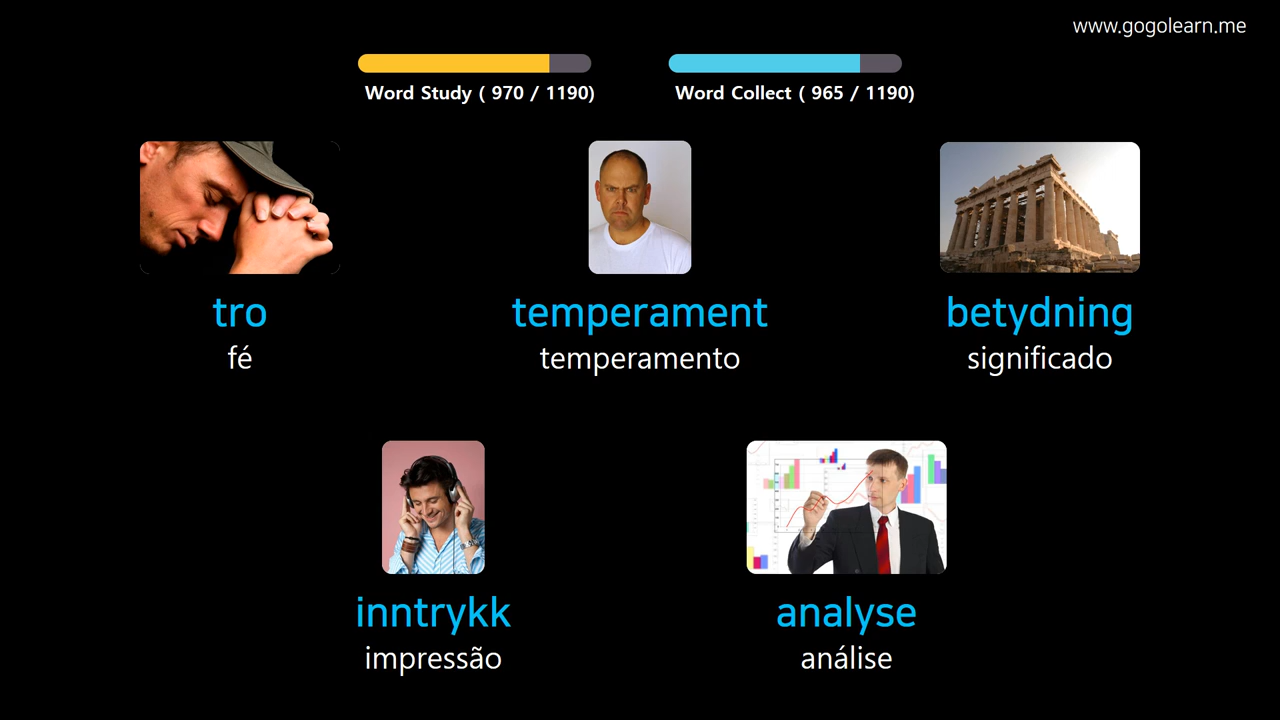 www.gogolearn.me
Word Study ( 970 / 1190)
Word Collect ( 965 / 1190)
tro
fé
temperament
temperamento
betydning
significado
inntrykk
impressão
analyse
análise